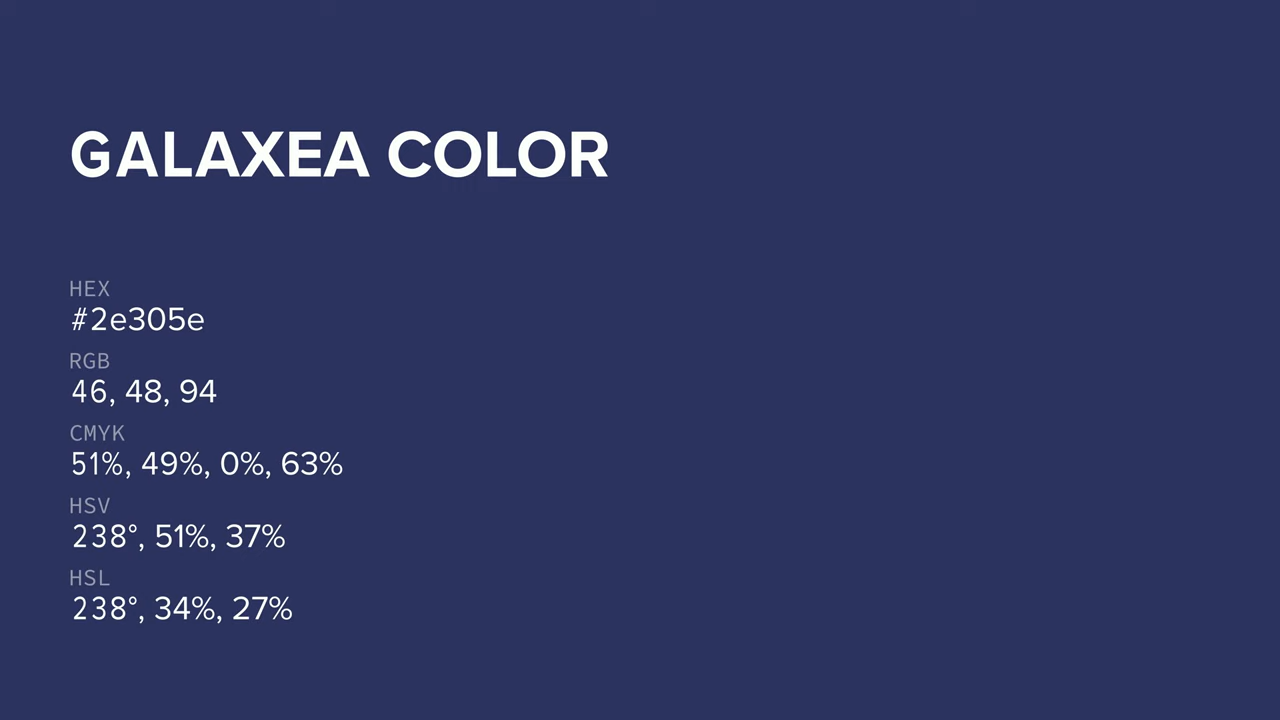 GALAXEA COLOR
HEX
#2e305e
RGB
46, 48, 94
CMYK
51%, 49%, 0%, 63%
HSV
238°, 51%, 37%
HSL
238°, 34%, 27%